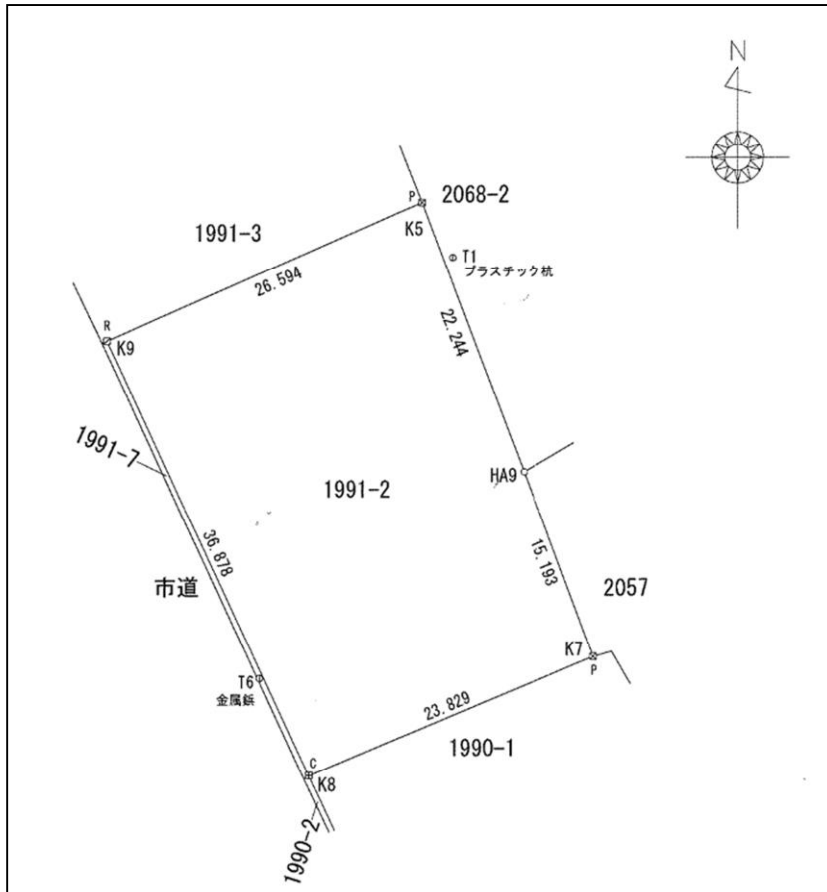 N
P
2068-2
K5
1991-3
T1
プラスチック杭
26.594
R
K9
22.244
1991-7
HA9
1991-2
36.878
15.193
市道
2057
K7
P
T6
金属鋲
23.829
1990-1
C
K8
1990-2